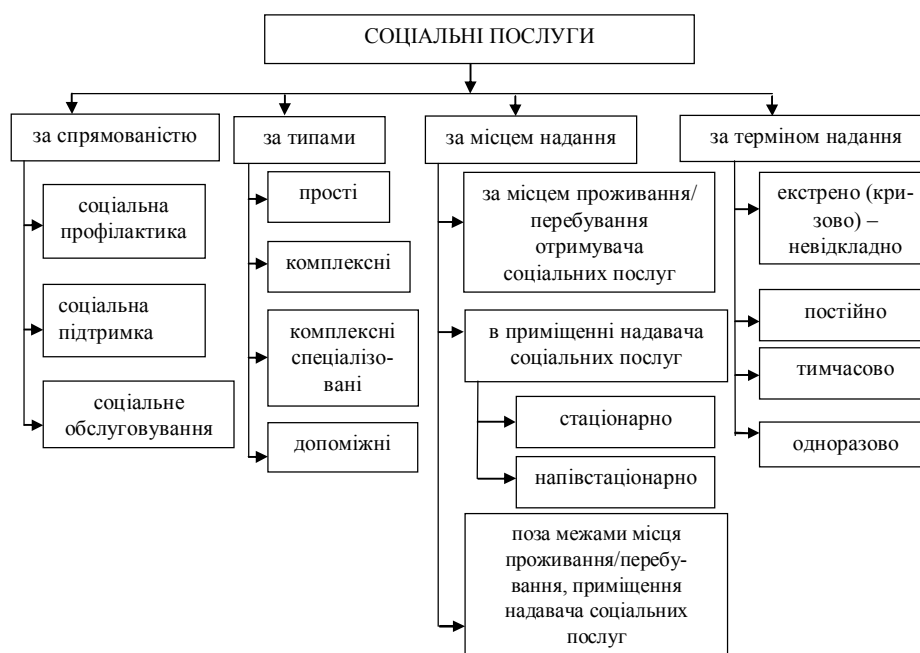 СОЦІАЛЬНІ ПОСЛУГИ
за спрямованістю
соціальна
профілактика
соціальна
підтримка
соціальне
обслуговування
за типами
прості
комплексні
комплексні
спеціалізо-
вані
допоміжні
за місцем надання
за місцем проживання/
перебування
отримувача
соціальних послуг
в приміщенні надавача
соціальних послуг
стаціонарно
напівстаціонарно
поза межами місця
проживання/перебу-
вання, приміщення
надавача соціальних
послуг
за терміном надання
екстрено (кри-
зово) –
невідкладно
постійно
тимчасово
одноразово